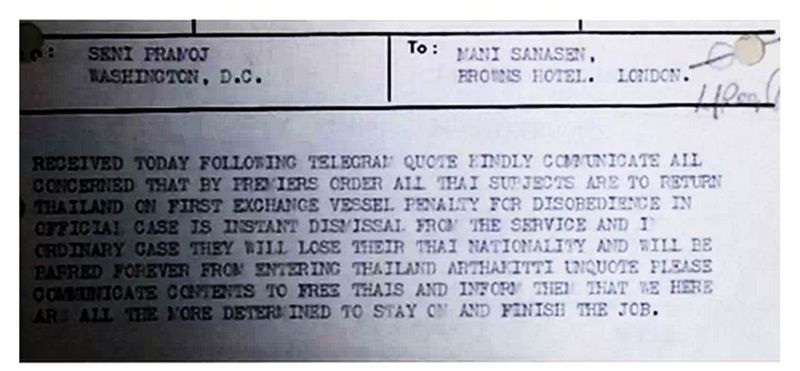 SENI PRAMOJ
WASHINGTON, D.C.
To:
MANI SANASEN,
BROWNS HOTEL. LONDON.
RECEIVED TODAY FOLLOWING TELEGRAM QUOTE KINDLY COMMUNICATE ALL
CONCERNED THAT BY PREMIERS ORDER ALL THAI SUBJECTS ARE TO RETURN
THAILAND ON FIRST EXCHANGE VESSEL PENALTY FOR DISOBEDIENCE IN
OFFICIAL CASE IS INSTANT DISMISSAL FROM THE SERVICE AND I
ORDINARY CASE THEY WILL LOSE THEIR THAI NATIONALITY AND WILL BE
BARRED FOREVER FROM ENTERING THAILAND ARTHAKITTI UNQUOTE PLEASE
COMMUNICATE CONTENTS TO FREE THAIS AND INFORM THEM THAT WE HERE
ARE ALL THE MORE DETERMINED TO STAY ON AND FINISH THE JOB.